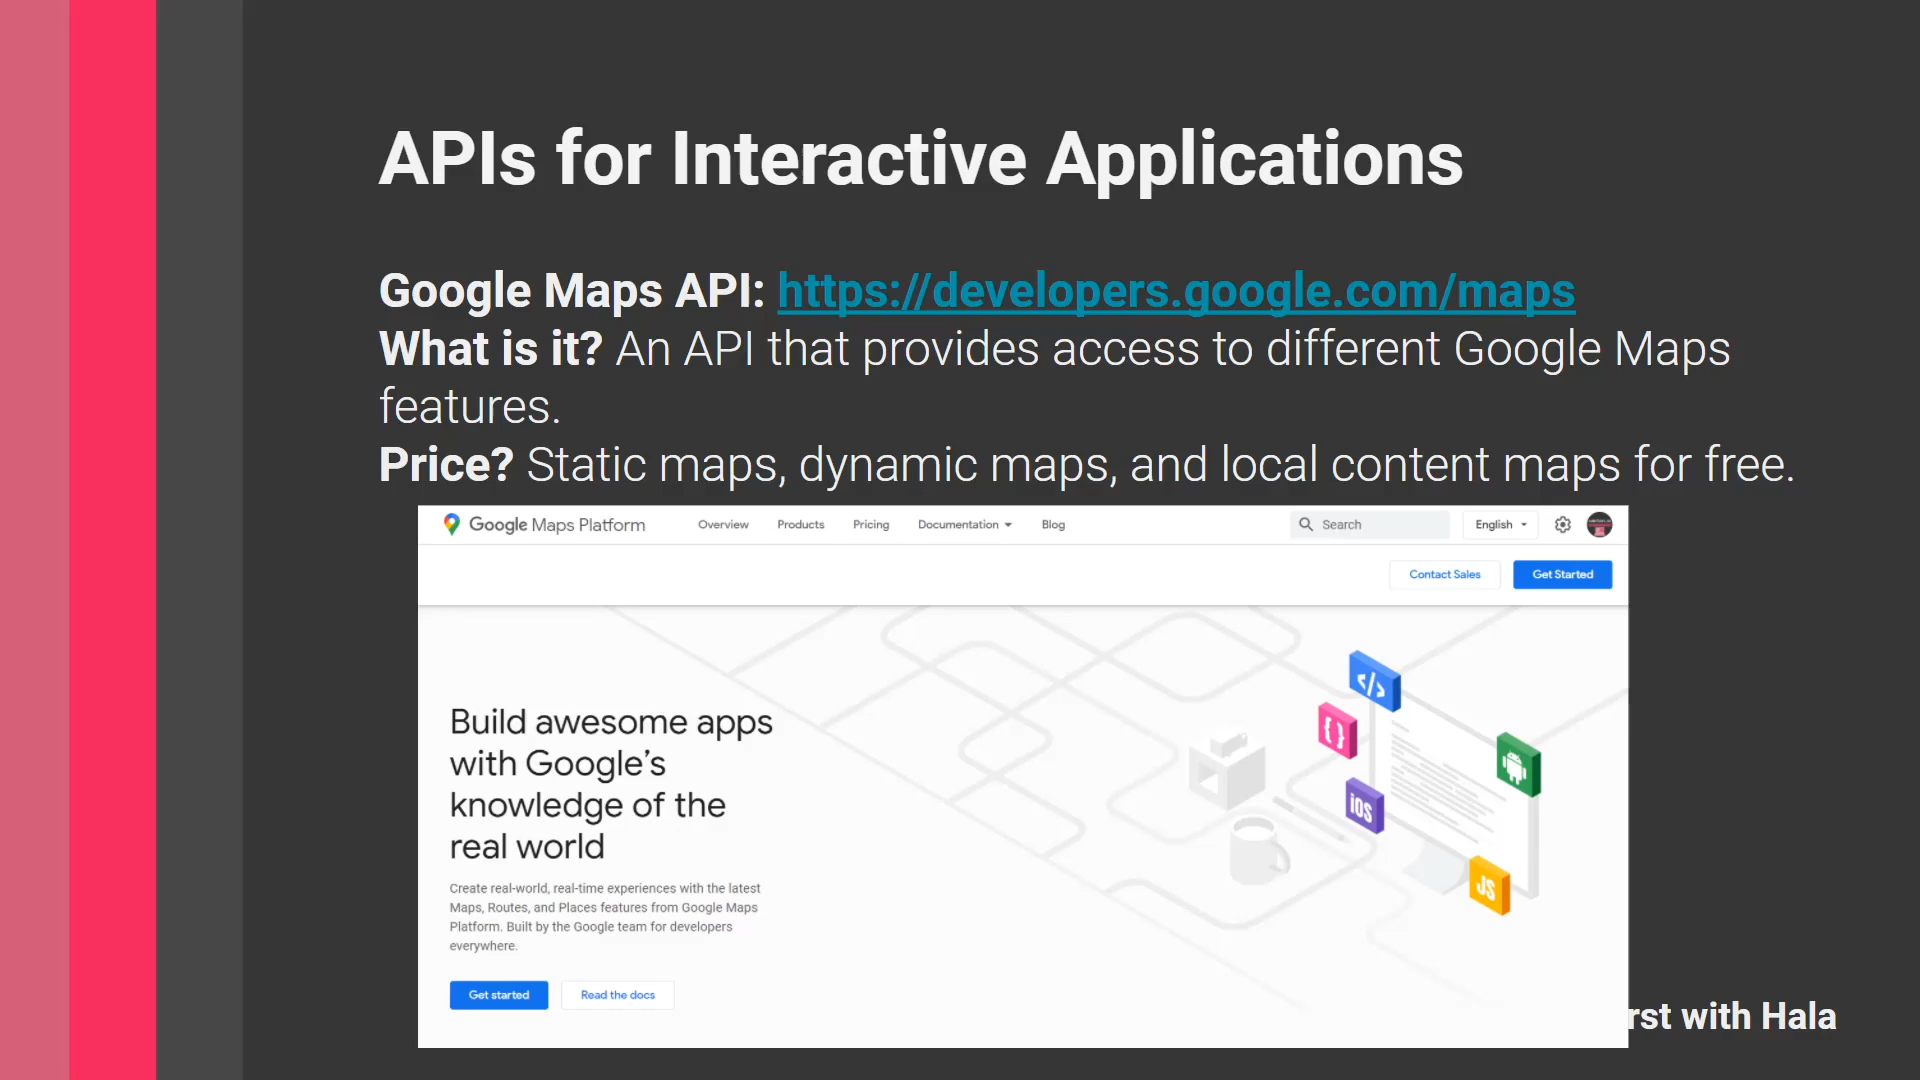 APIs for Interactive Applications
Google Maps API: https://developers.google.com/maps
What is it? An API that provides access to different Google Maps
features.
Price? Static maps, dynamic maps, and local content maps for free.
Google Maps Platform Overview Products Pricing Documentation Blog Search English
Contact Sales Get Started
</>
{}
iOS
JS
Build awesome apps
with Google’s
knowledge of the
real world
Create real-world, real-time experiences with the latest
Maps, Routes, and Places features from Google Maps
Platform. Built by the Google team for developers
everywhere.
Get started Read the docs
rst with Hala